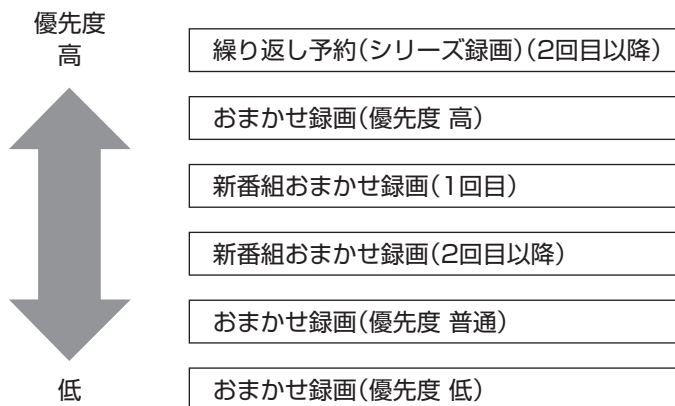 優先度
高
繰り返し予約(シリーズ録画)(2回目以降)
おまかせ録画(優先度 高)
新番組おまかせ録画(1回目)
新番組おまかせ録画(2回目以降)
おまかせ録画(優先度 普通)
低
おまかせ録画(優先度 低)